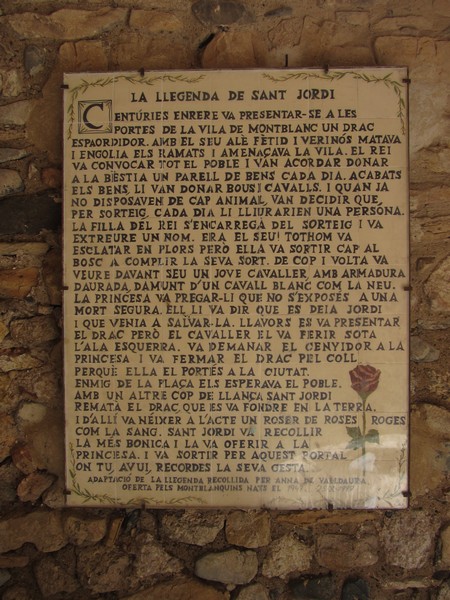 LA LLEGENDA DE SANT JORDI
CENTÚRIES ENRERE VA PRESENTAR-SE A LES
PORTES DE LA VILA DE MONTBLANC UN DRAC
ESPAORDIDOR. AMB EL SEU ALÈ FÈTID I VERINÓS MATAVA
I ENGOLIA ELS RAMATS I AMENAÇAVA LA VILA. EL REI
VA CONVOCAR TOT EL POBLE I VAN ACORDAR DONAR
A LA BÈSTIA UN PARELL DE BENS CADA DIA. ACABATS
ELS BENS, LI VAN DONAR BOUS I CAVALLS. I QUAN JA
NO DISPOSAVEN DE CAP ANIMAL, VAN DECIDIR QUE,
PER SORTEIG, CADA DIA LI LLIURARIEN UNA PERSONA.
LA FILLA DEL REI S'ENCARREGÀ DEL SORTEIG I VA
EXTREURE UN NOM. ERA EL SEU! TOTHOM VA
ESCLATAR EN PLORS PERÒ ELLA VA SORTIR CAP AL
BOSC A COMPLIR LA SEVA SORT. DE COP I VOLTA VA
VEURE DAVANT SEU UN JOVE CAVALLER, AMB ARMADURA
DAURADA, DAMUNT D'UN CAVALL BLANC COM LA NEU.
LA PRINCESA VA PREGAR-LI QUE NO S'EXPOSÉS A UNA
MORT SEGURA. ELL LI VA DIR QUE ES DEIA JORDI
I QUE VENIA A SALVAR-LA. LLAVORS ES VA PRESENTAR
EL DRAC PERÒ EL CAVALLER EL VA FERIR SOTA
L'ALA ESQUERRA. VA DEMANAR EL CENYIDOR A LA
PRINCESA I VA FERMAR EL DRAC PEL COLL
PERQUÈ ELLA EL PORTÉS A LA CIUTAT.
ENMIG DE LA PLAÇA ELS ESPERAVA EL POBLE.
AMB UN ALTRE COP DE LLANÇA SANT JORDI
REMATÀ EL DRAC, QUE ES VA FONDRE EN LA TERRA.
I D'ALLÍ VA NÉIXER A L'ACTE UN ROSER DE ROSES ROGES
COM LA SANG. SANT JORDI VA RECOLLIR
LA MÉS BONICA I LA VA OFERIR A LA
PRINCESA. I VA SORTIR PER AQUEST PORTAL
ON TU, AVUI, RECORDES LA SEVA GESTA.
ADAPTACIÓ DE LA LLEGENDA RECOLLIDA PER ANNA DE VALLDAURA,
OFERTA PELS MONTBLANQUINS NATS EL